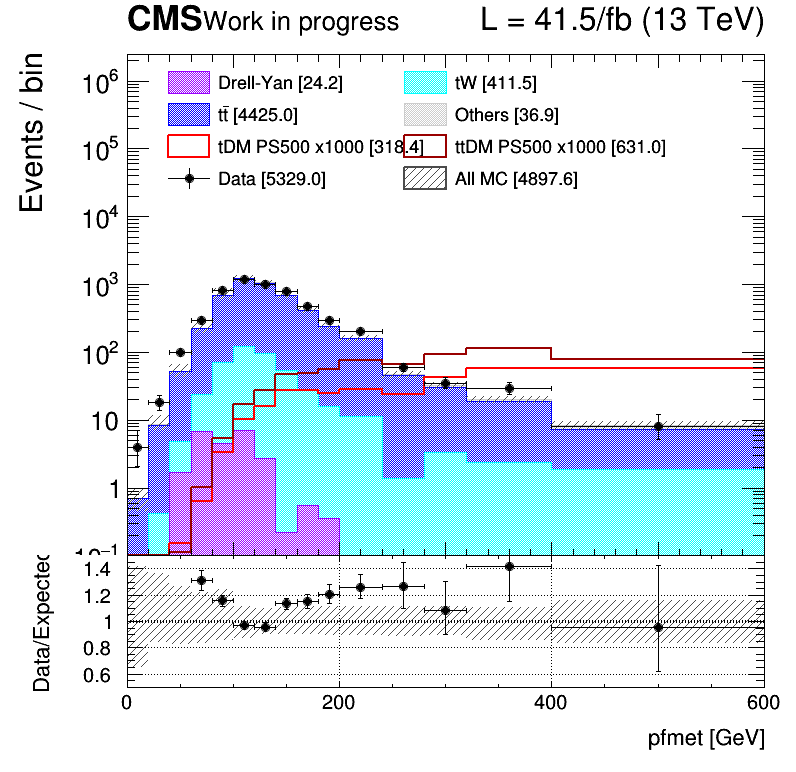 CMS Work in progress L = 41.5/fb (13 TeV)
Events / bin
Drell-Yan [24.2] tW [411.5]
tt̄ [4425.0] Others [36.9]
tDM PS500 x1000 [318.4] ttDM PS500 x1000 [631.0]
Data [5329.0] All MC [4897.6]
10⁶
10⁵
10⁴
10³
10²
10
1
10⁻¹
Data/Expected
1.4
1.2
1
0.8
0.6
0 200 400 600
pfmet [GeV]